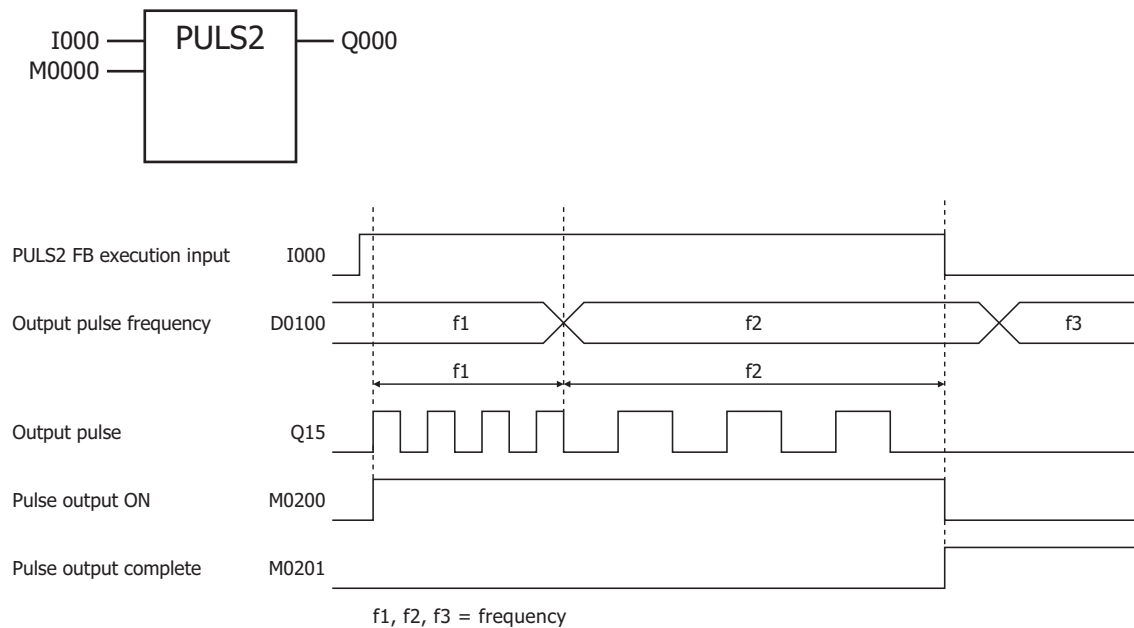 I000 PULS2 Q000
M0000
PULS2 FB execution input I000
Output pulse frequency D0100 f1 f2 f3
f1 f2
Output pulse Q15
Pulse output ON M0200
Pulse output complete M0201
f1, f2, f3 = frequency